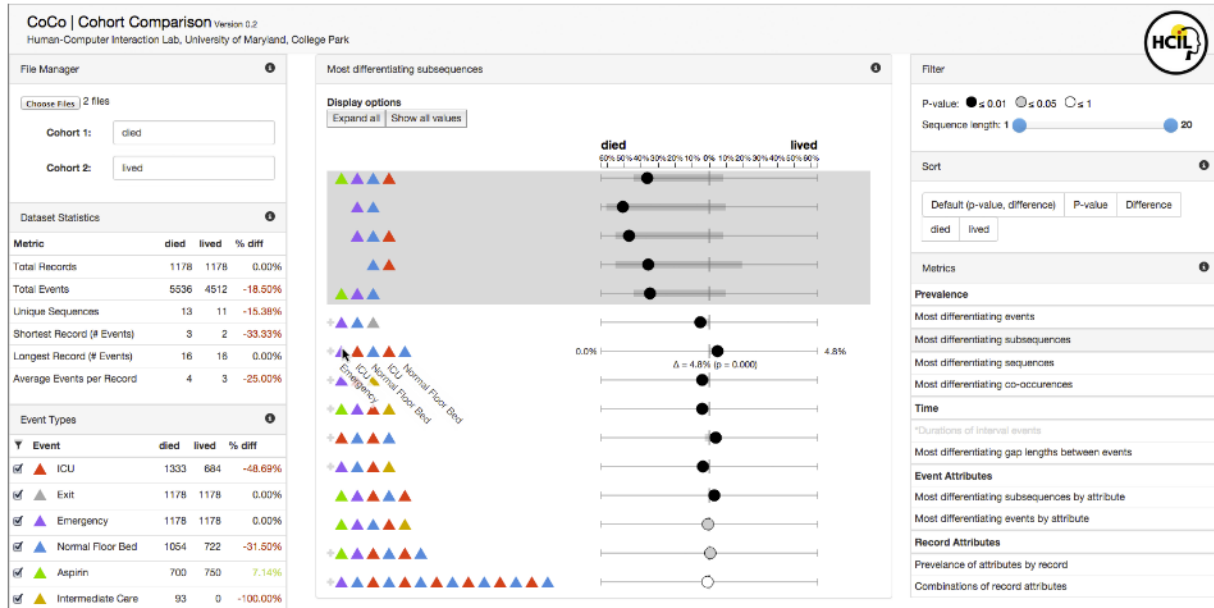 CoCo | Cohort Comparison Version 0.2
Human-Computer Interaction Lab, University of Maryland, College Park
HCIL
File Manager
Choose Files 2 files
Cohort 1: died
Cohort 2: lived
Dataset Statistics
Metric died lived % diff
Total Records 1178 1178 0.00%
Total Events 5536 4512 -18.50%
Unique Sequences 13 11 -15.38%
Shortest Record (# Events) 3 2 -33.33%
Longest Record (# Events) 16 16 0.00%
Average Events per Record 4 3 -25.00%
Event Types
Event died lived % diff
ICU 1333 684 -48.69%
Exit 1178 1178 0.00%
Emergency 1178 1178 0.00%
Normal Floor Bed 1054 722 -31.50%
Aspirin 700 750 7.14%
Intermediate Care 93 0 -100.00%
Most differentiating subsequences
Display options
Expand all Show all values
died lived
60% 50% 40% 30% 20% 10% 0% 10% 20% 30% 40% 50% 60%
0.0% 4.8%
Δ = 4.8% (p = 0.000)
Emergency
ICU
Normal Floor Bed
ICU
Normal Floor Bed
Filter
P-value: ≤ 0.01 ≤ 0.05 ≤ 1
Sequence length: 1 20
Sort
Default (p-value, difference) P-value Difference
died lived
Metrics
Prevalence
Most differentiating events
Most differentiating subsequences
Most differentiating sequences
Most differentiating co-occurences
Time
*Durations of interval events
Most differentiating gap lengths between events
Event Attributes
Most differentiating subsequences by attribute
Most differentiating events by attribute
Record Attributes
Prevelance of attributes by record
Combinations of record attributes